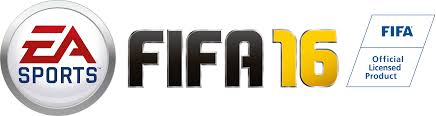 EA
SPORTS
FIFA 16
FIFA
Official
Licensed
Product